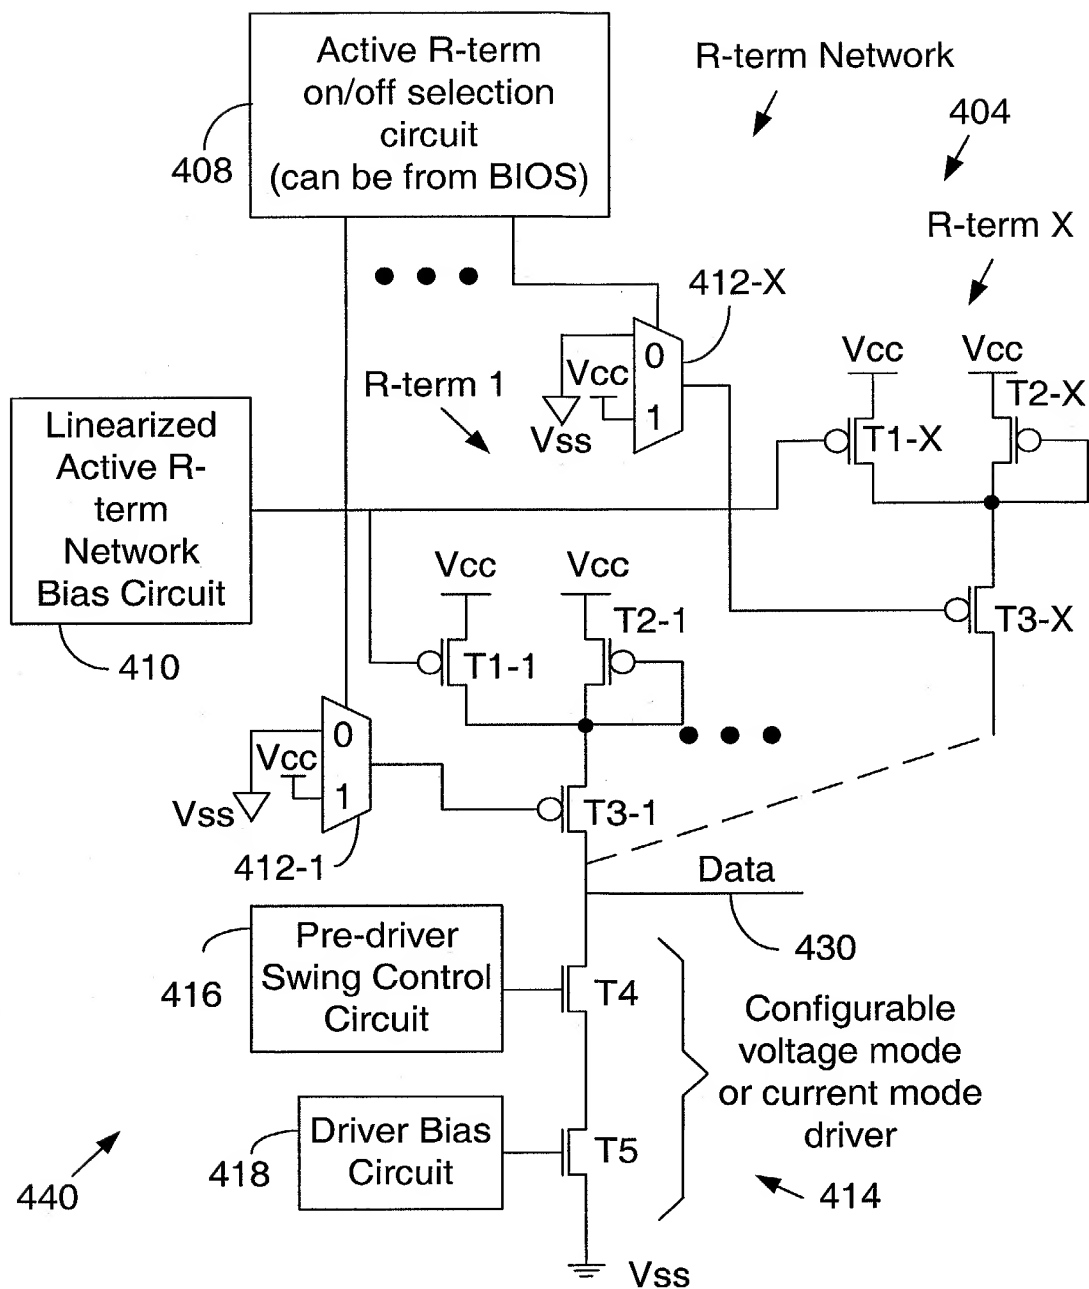 Active R-term
on/off selection
circuit
(can be from BIOS)
408
R-term Network
404
R-term X
412-X
0
Vcc
1
Vss
R-term 1
Vcc
Vcc
T2-X
T1-X
T3-X
Linearized
Active R-
term
Network
Bias Circuit
410
Vcc
Vcc
T2-1
T1-1
0
Vcc
1
Vss
412-1
T3-1
Data
430
Pre-driver
Swing Control
Circuit
416
T4
Configurable
voltage mode
or current mode
driver
414
Driver Bias
Circuit
418
T5
440
Vss